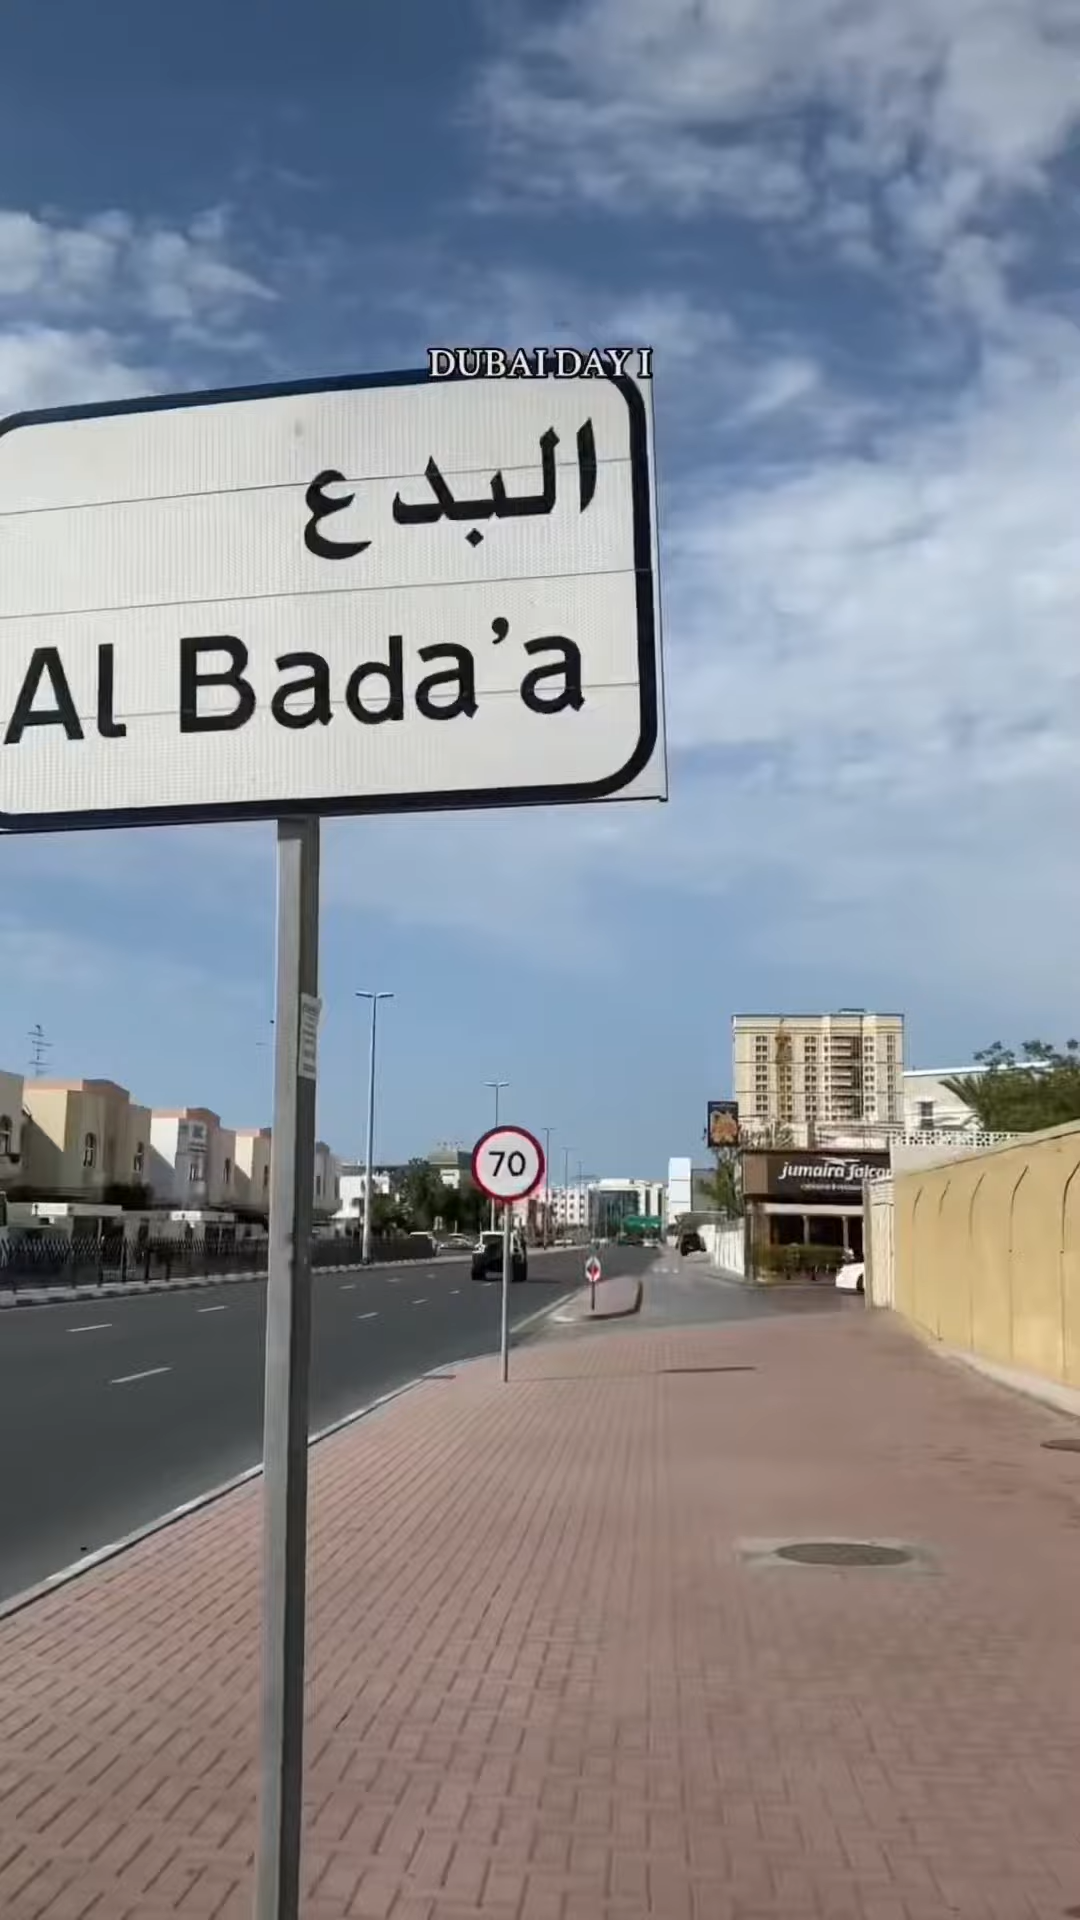 DUBAI DAY I
البدع
Al Bada'a
70
jumaira falcon